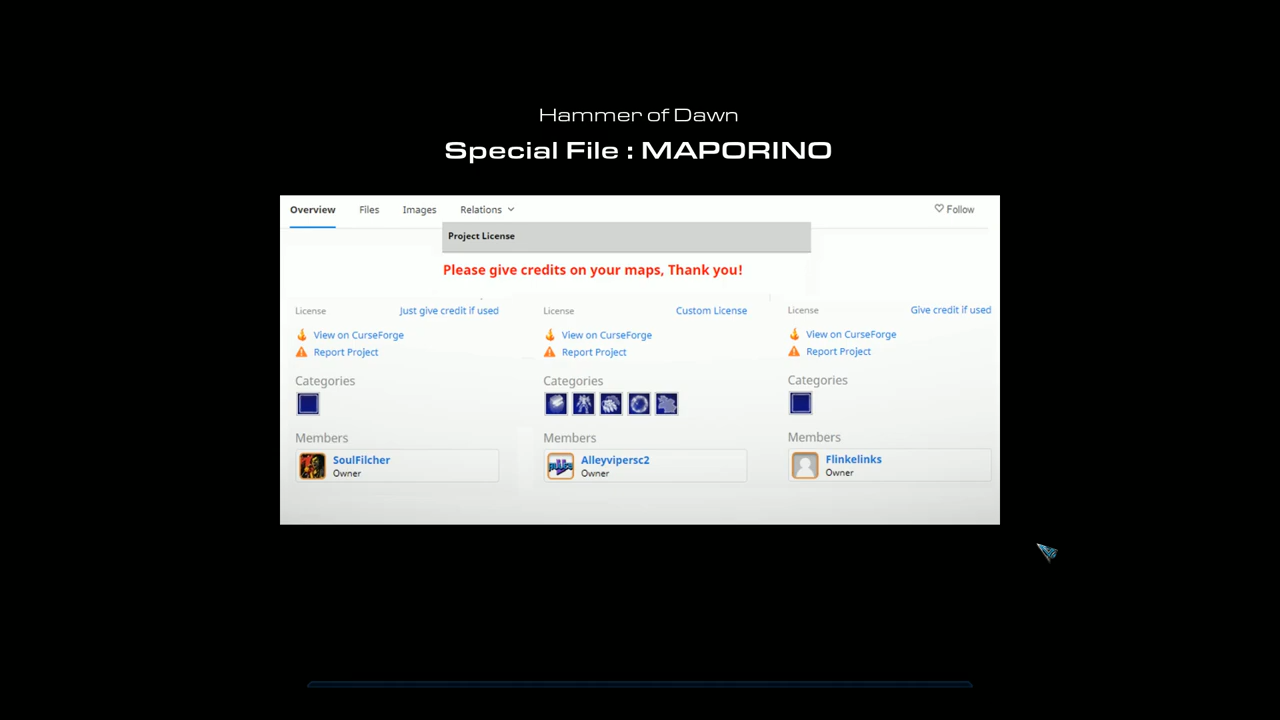 Hammer of Dawn
Special File : MAPORINO
Overview Files Images Relations Follow
Project License
Please give credits on your maps, Thank you!
License Just give credit if used
View on CurseForge
Report Project
Categories
Members
SoulFilcher
Owner
License Custom License
View on CurseForge
Report Project
Categories
Members
Alleyvipersc2
Owner
License Give credit if used
View on CurseForge
Report Project
Categories
Members
Flinkelinks
Owner